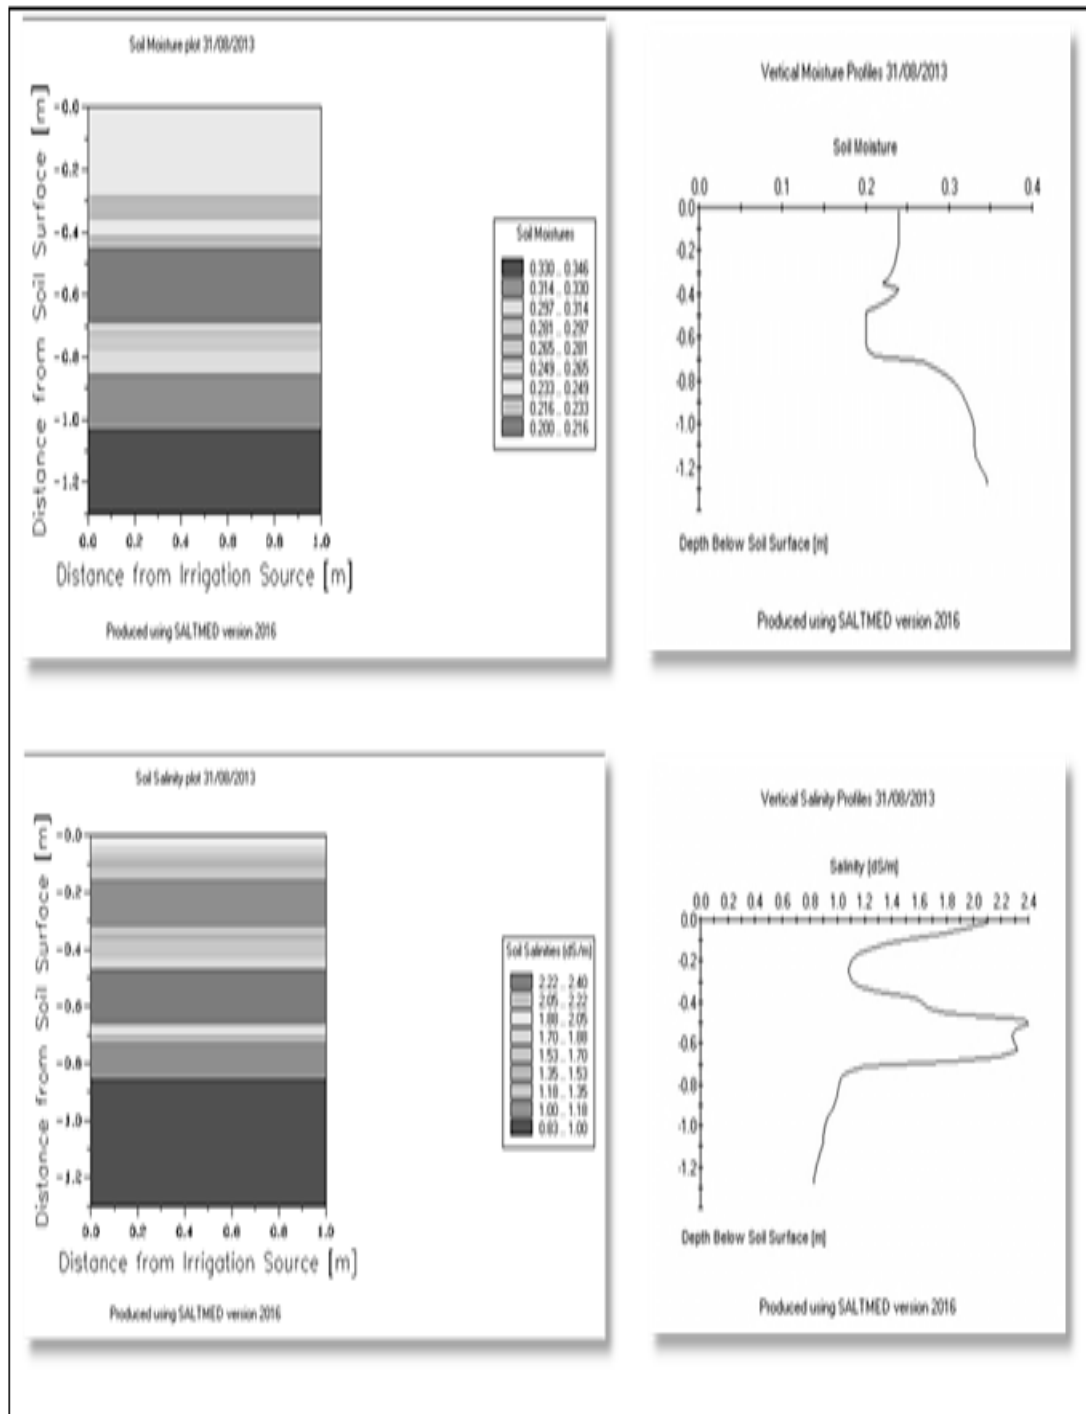 Soil Moisture plot 31/08/2013
Distance from Soil Surface [m]
-0.0
-0.2
-0.4
-0.6
-0.8
-1.0
-1.2
0.0 0.2 0.4 0.6 0.8 1.0
Distance from Irrigation Source [m]
Produced using SALTMED version 2016
Soil Moistures
0.330 .. 0.346
0.314 .. 0.330
0.297 .. 0.314
0.281 .. 0.297
0.265 .. 0.281
0.249 .. 0.265
0.233 .. 0.249
0.216 .. 0.233
0.200 .. 0.216
Vertical Moisture Profiles 31/08/2013
Soil Moisture
0.0 0.1 0.2 0.3 0.4
0.0
-0.2
-0.4
-0.6
-0.8
-1.0
-1.2
Depth Below Soil Surface [m]
Produced using SALTMED version 2016
Soil Salinity plot 31/08/2013
Distance from Soil Surface [m]
-0.0
-0.2
-0.4
-0.6
-0.8
-1.0
-1.2
0.0 0.2 0.4 0.6 0.8 1.0
Distance from Irrigation Source [m]
Produced using SALTMED version 2016
Soil Salinities (dS/m)
2.22 .. 2.40
2.05 .. 2.22
1.88 .. 2.05
1.70 .. 1.88
1.53 .. 1.70
1.35 .. 1.53
1.18 .. 1.35
1.00 .. 1.18
0.83 .. 1.00
Vertical Salinity Profiles 31/08/2013
Salinity [dS/m]
0.0 0.2 0.4 0.6 0.8 1.0 1.2 1.4 1.6 1.8 2.0 2.2 2.4
0.0
-0.2
-0.4
-0.6
-0.8
-1.0
-1.2
Depth Below Soil Surface [m]
Produced using SALTMED version 2016